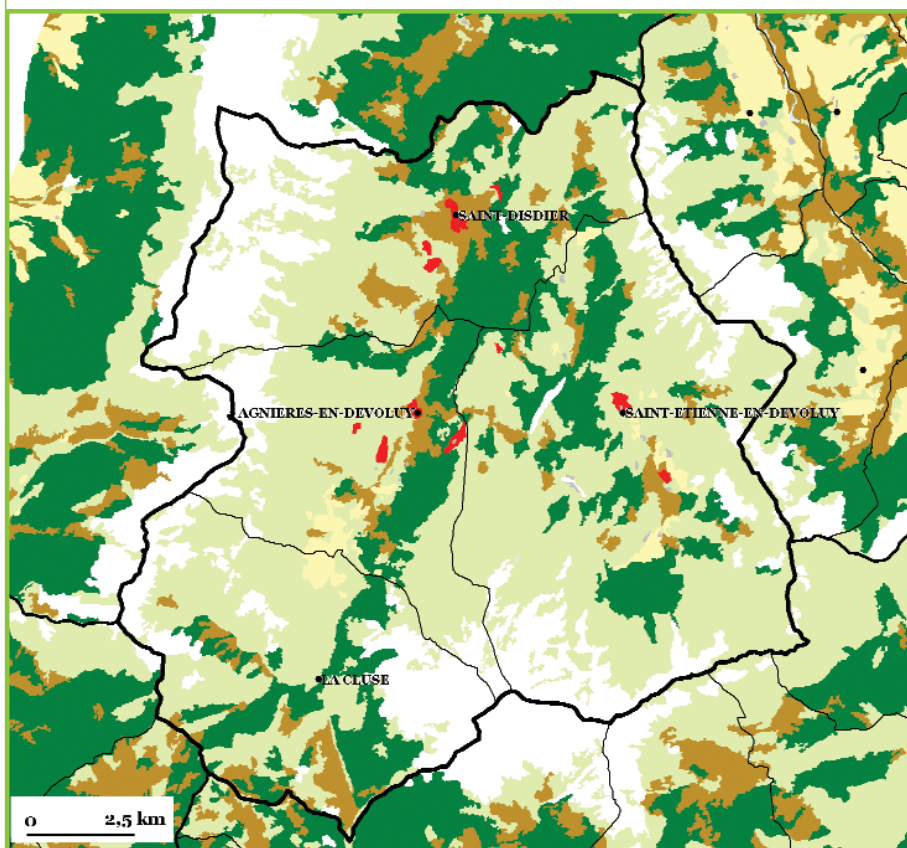 SAINT-DISDIER
AGNIERES-EN-DEVOLUY
SAINT-ETIENNE-EN-DEVOLUY
LA CLUSE
0 2,5 km